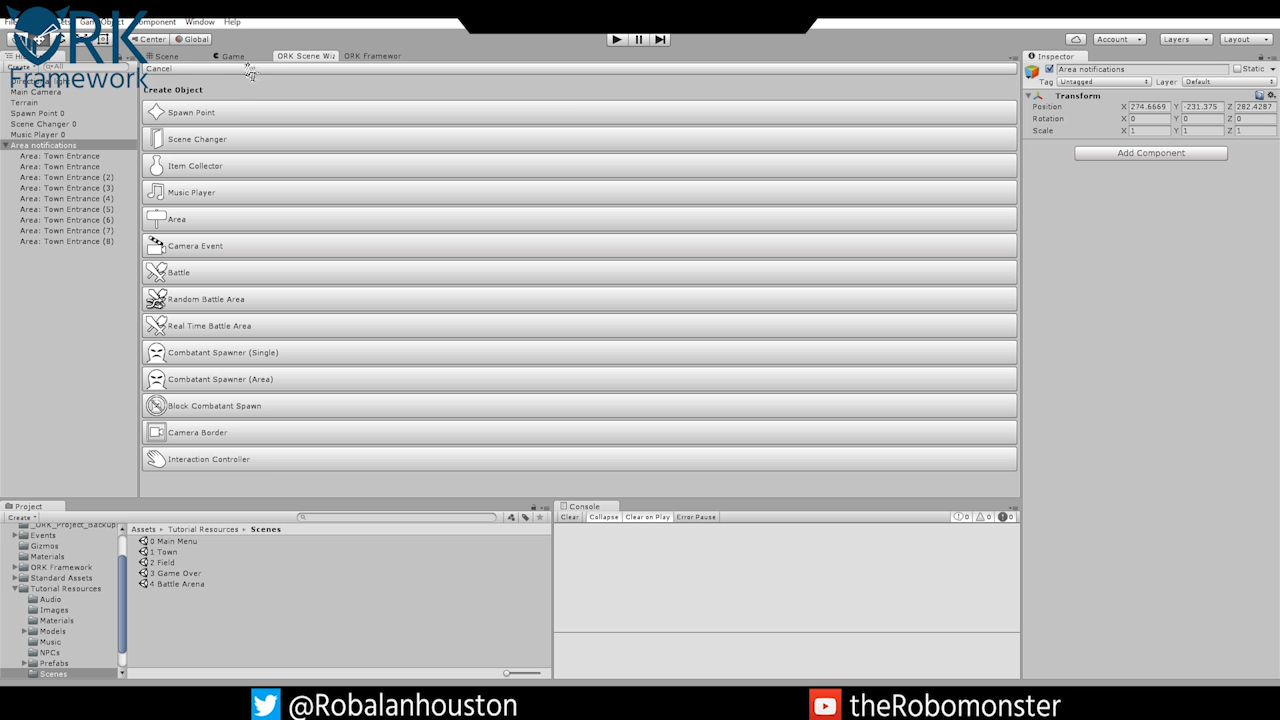 ORK
Framework
Component Window Help
Center Global
Account Layers Layout
Scene Game ORK Scene Wiz ORK Framewor
Inspector
Cancel
Area notifications Static
Tag Untagged Layer Default
Create Object
Transform
Position X 274.6669 Y -231.375 Z 282.4287
Rotation X 0 Y 0 Z 0
Scale X 1 Y 1 Z 1
Add Component
Main Camera
Terrain
Spawn Point 0
Scene Changer 0
Music Player 0
Area notifications
Area: Town Entrance
Area: Town Entrance
Area: Town Entrance (2)
Area: Town Entrance (3)
Area: Town Entrance (4)
Area: Town Entrance (5)
Area: Town Entrance (6)
Area: Town Entrance (7)
Area: Town Entrance (8)
Spawn Point
Scene Changer
Item Collector
Music Player
Area
Camera Event
Battle
Random Battle Area
Real Time Battle Area
Combatant Spawner (Single)
Combatant Spawner (Area)
Block Combatant Spawn
Camera Border
Interaction Controller
Project
Create
_ORK_Project_Backup
Events
Gizmos
Materials
ORK Framework
Standard Assets
Tutorial Resources
Audio
Images
Materials
Models
Music
NPCs
Prefabs
Scenes
Assets Tutorial Resources Scenes
0 Main Menu
1 Town
2 Field
3 Game Over
4 Battle Arena
Console
Clear Collapse Clear on Play Error Pause 0 0 0
@Robalanhouston
theRobomonster